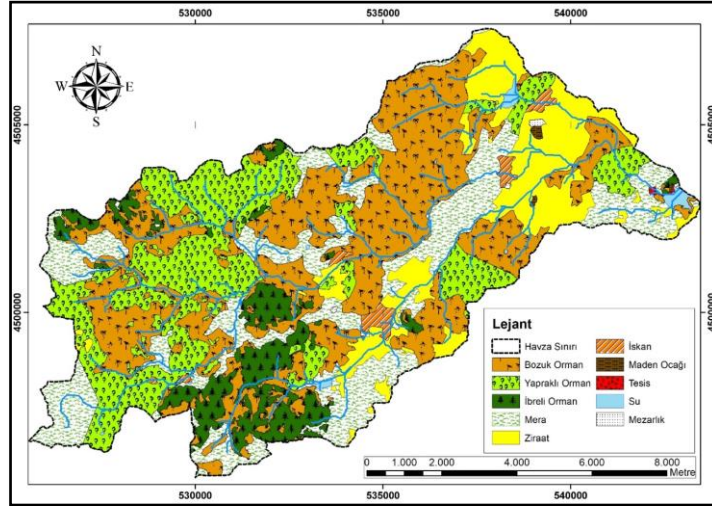 530000 535000 540000
N
W E
S
4505000 4505000
4500000 4500000
Lejant
Havza Sınırı
Bozuk Orman
Yapraklı Orman
İbreli Orman
Mera
Ziraat
İskan
Maden Ocağı
Tesis
Su
Mezarlık
0 1.000 2.000 4.000 6.000 8.000
Metre
530000 535000 540000